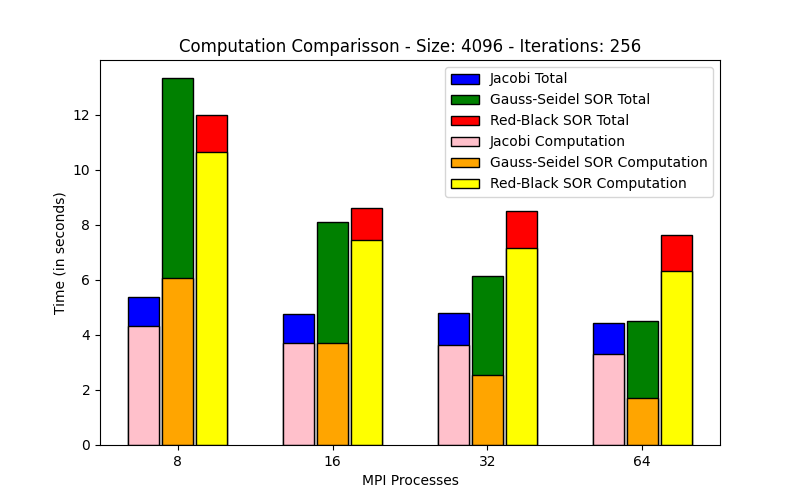 Computation Comparisson - Size: 4096 - Iterations: 256
Jacobi Total
Gauss-Seidel SOR Total
Red-Black SOR Total
Jacobi Computation
Gauss-Seidel SOR Computation
Red-Black SOR Computation
Time (in seconds)
12
10
8
6
4
2
0
8 16 32 64
MPI Processes